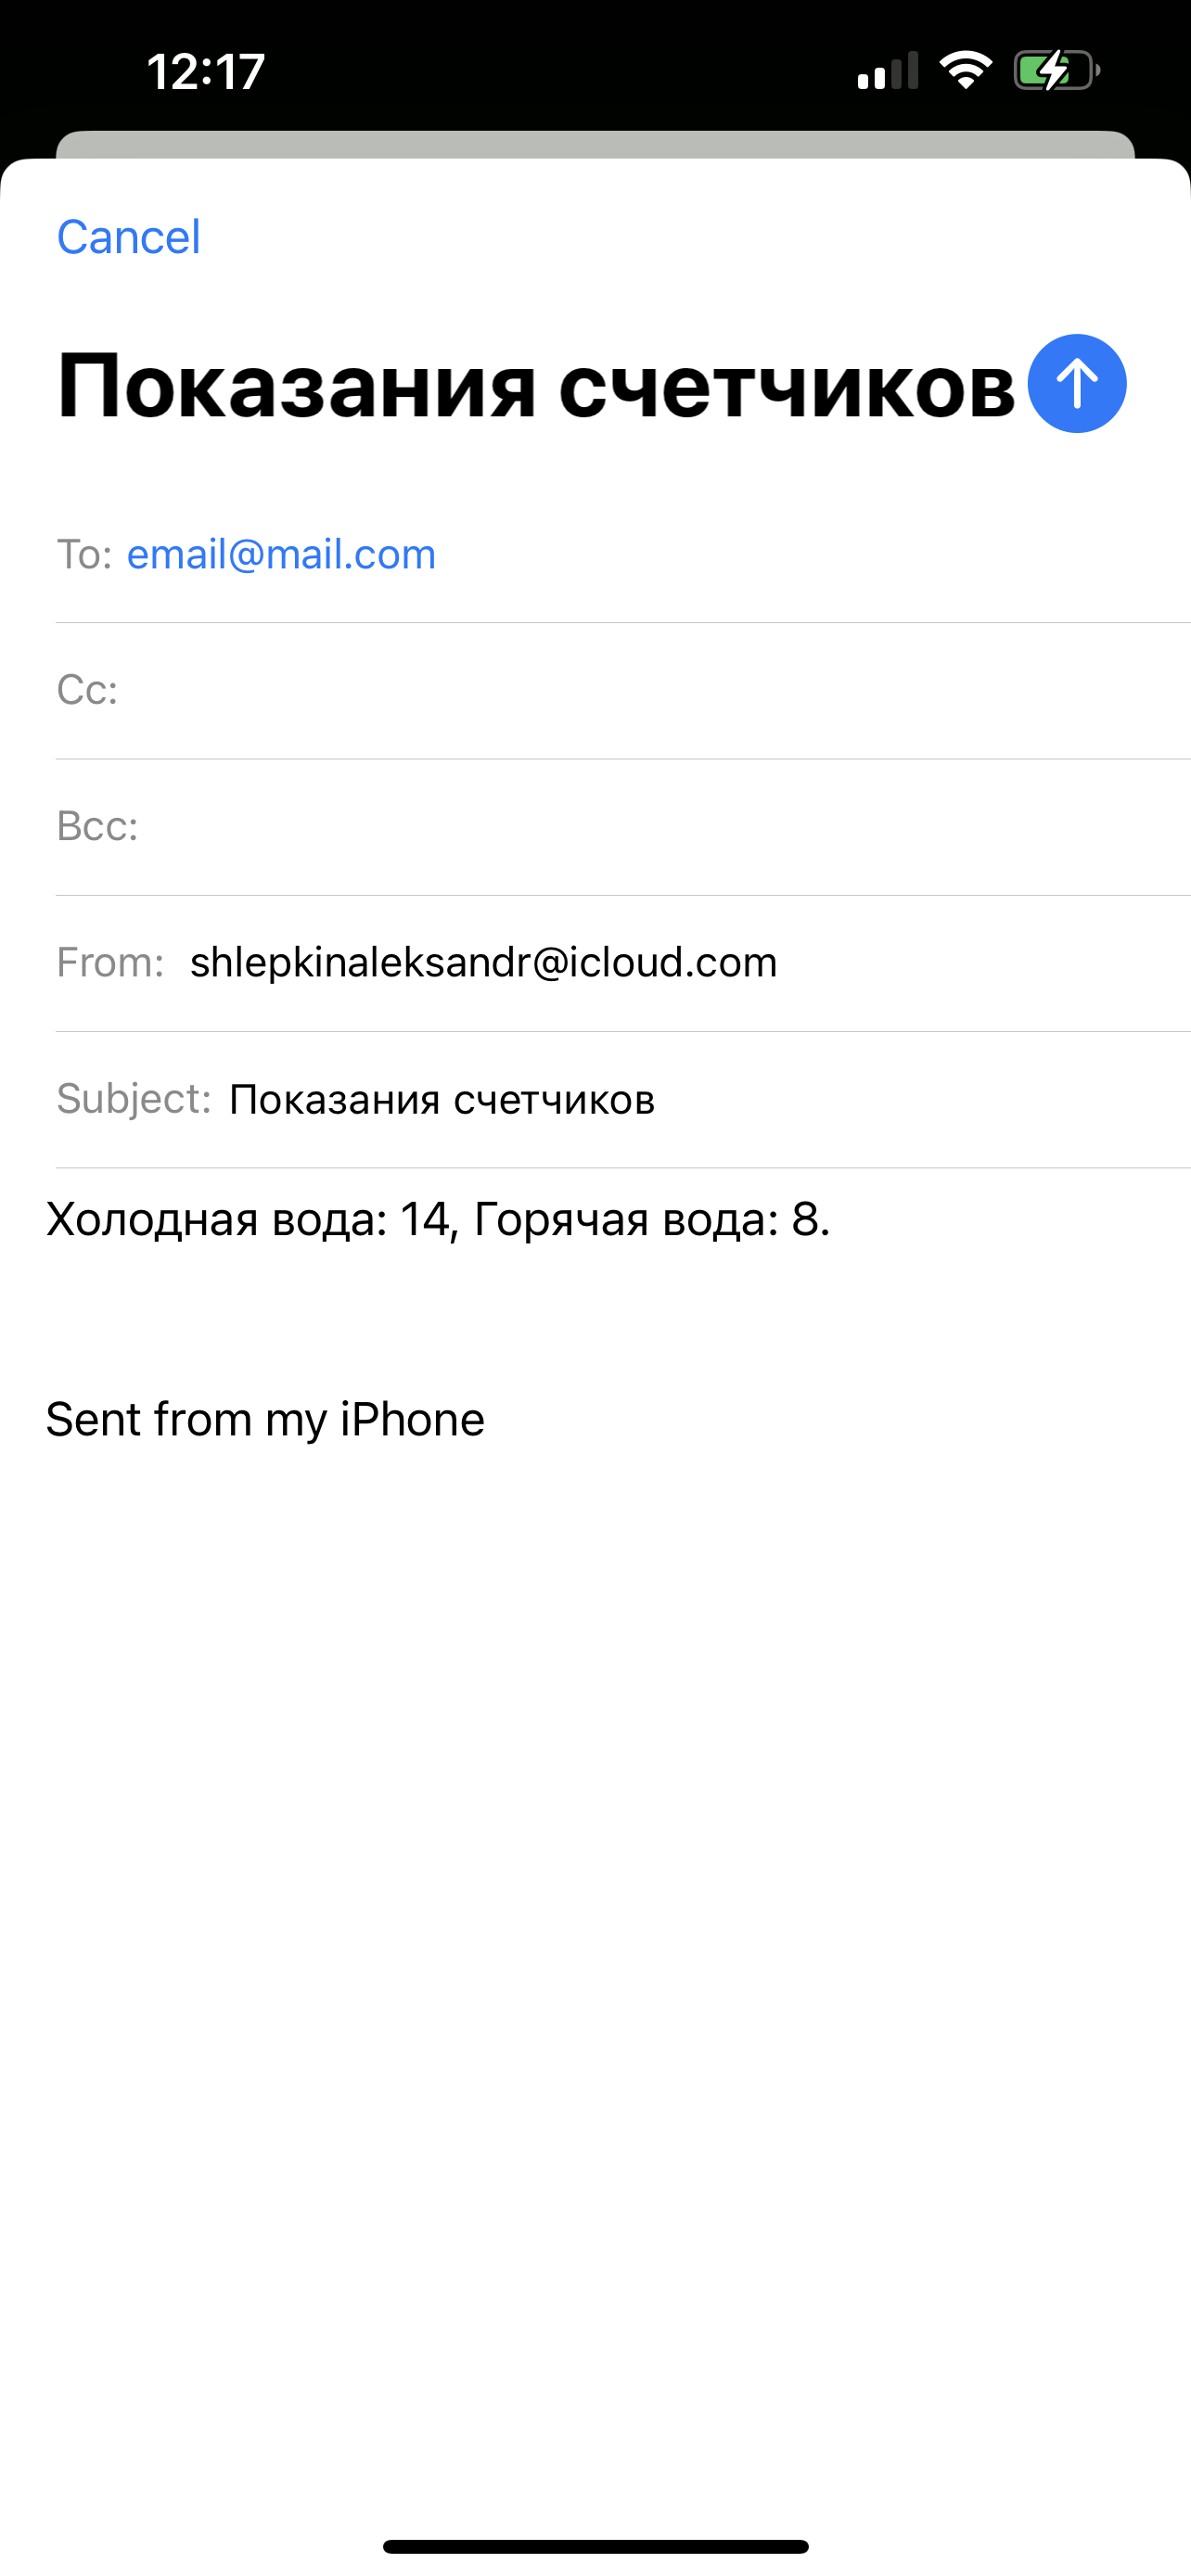 12:17
Cancel
Показания счетчиков
To: email@mail.com
Cc:
Bcc:
From: shlepkinaleksandr@icloud.com
Subject: Показания счетчиков
Холодная вода: 14, Горячая вода: 8.
Sent from my iPhone